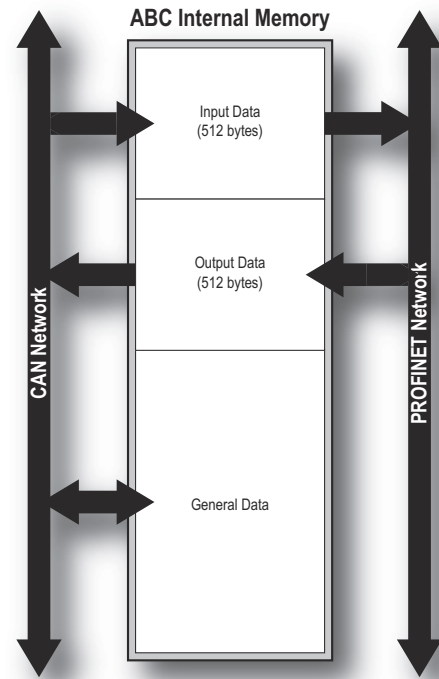 ABC Internal Memory
Input Data
(512 bytes)
Output Data
(512 bytes)
General Data
CAN Network
PROFINET Network